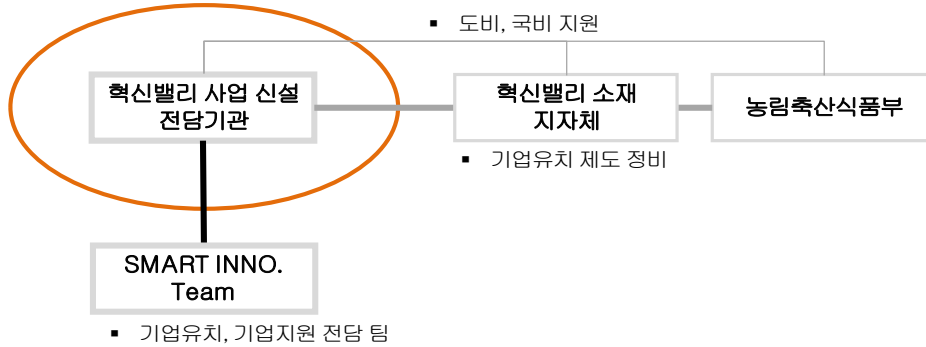 ▪ 도비, 국비 지원
혁신밸리 사업 신설
전담기관
혁신밸리 소재
지자체
농림축산식품부
▪ 기업유치 제도 정비
SMART INNO.
Team
▪ 기업유치, 기업지원 전담 팀